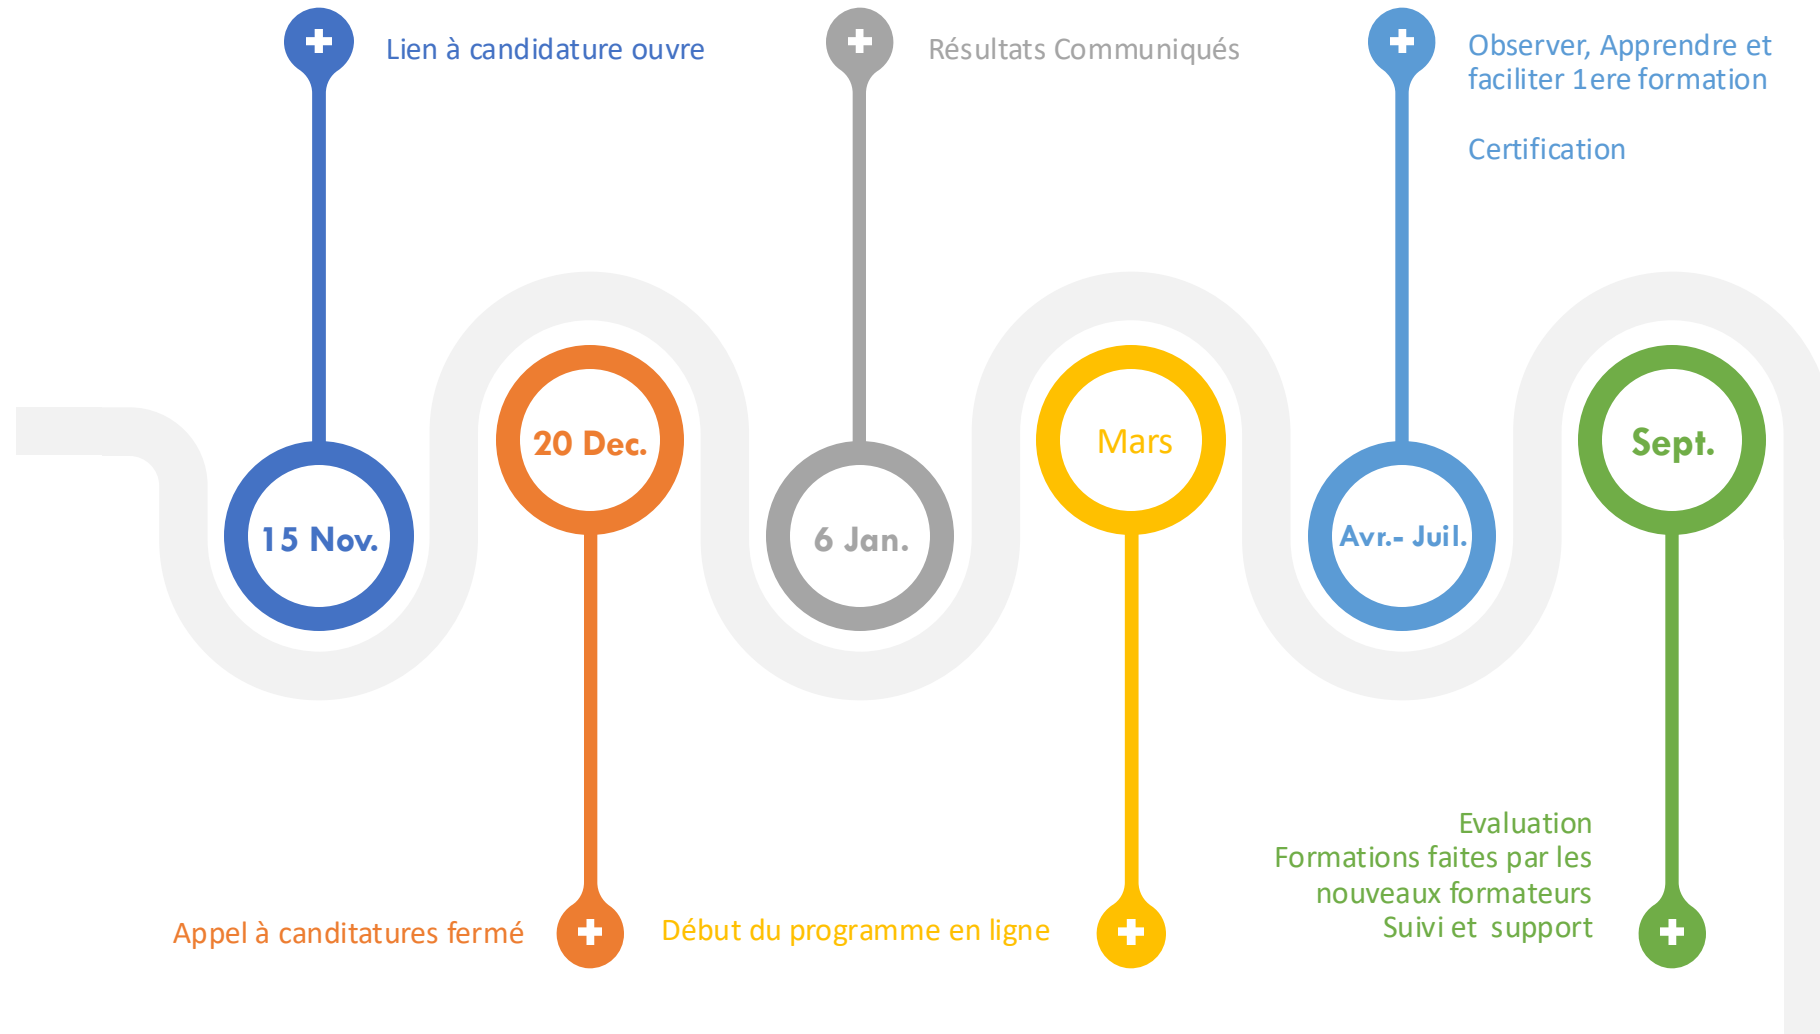 Lien à candidature ouvre
Résultats Communiqués
Observer, Apprendre et
faciliter 1ere formation
Certification
15 Nov.
20 Dec.
6 Jan.
Mars
Avr.- Juil.
Sept.
Appel à canditatures fermé
Début du programme en ligne
Evaluation
Formations faites par les
nouveaux formateurs
Suivi et support